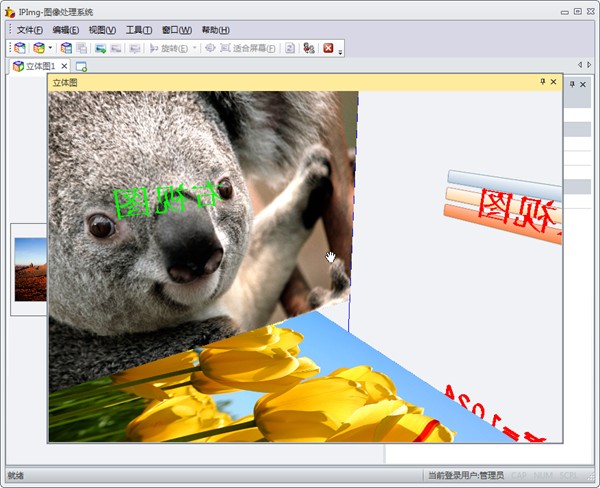 IPImg-图像处理系统
文件(F) 编辑(E) 视图(V) 工具(T) 窗口(W) 帮助(H)
旋转(E) 适合屏幕(F)
立体图1
立体图
右视图
视图
=1024
就绪
当前登录用户:管理员 CAP NUM SCRL